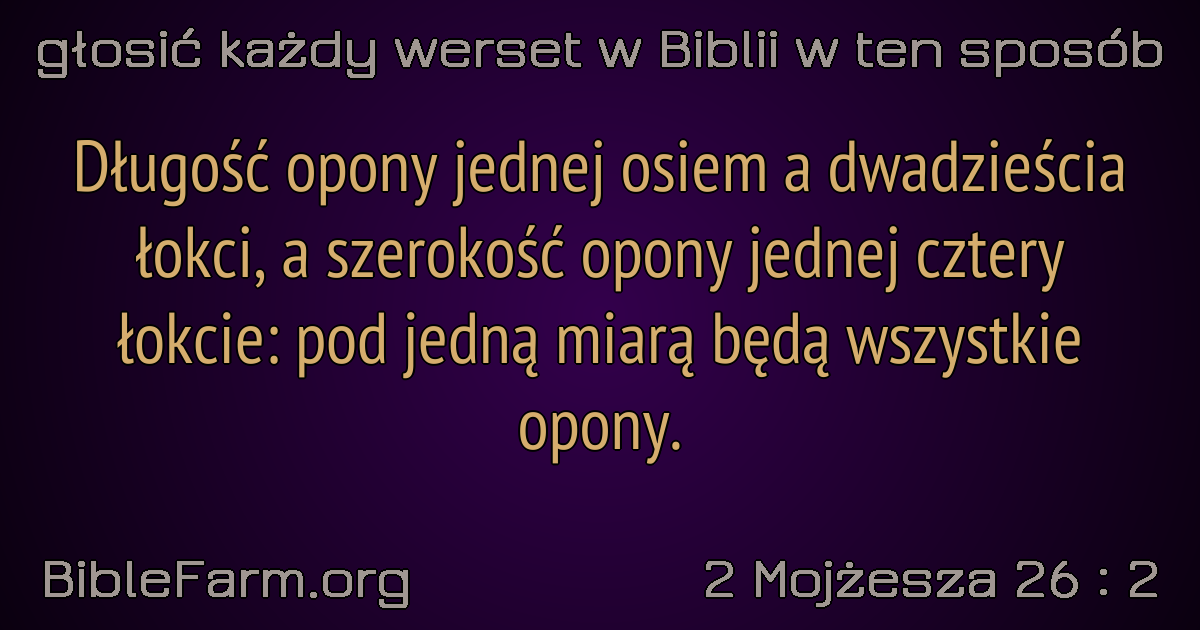 głosić każdy werset w Biblii w ten sposób
Długość opony jednej osiem a dwadzieścia
łokci, a szerokość opony jednej cztery
łokcie: pod jedną miarą będą wszystkie
opony.
BibleFarm.org
2 Mojżesza 26 : 2